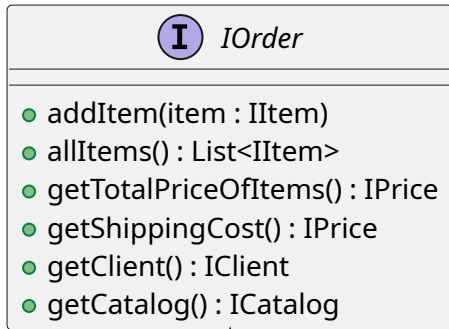 I IOrder
addItem(item : IItem)
allItems() : List<IItem>
getTotalPriceOfItems() : IPrice
getShippingCost() : IPrice
getClient() : IClient
getCatalog() : ICatalog